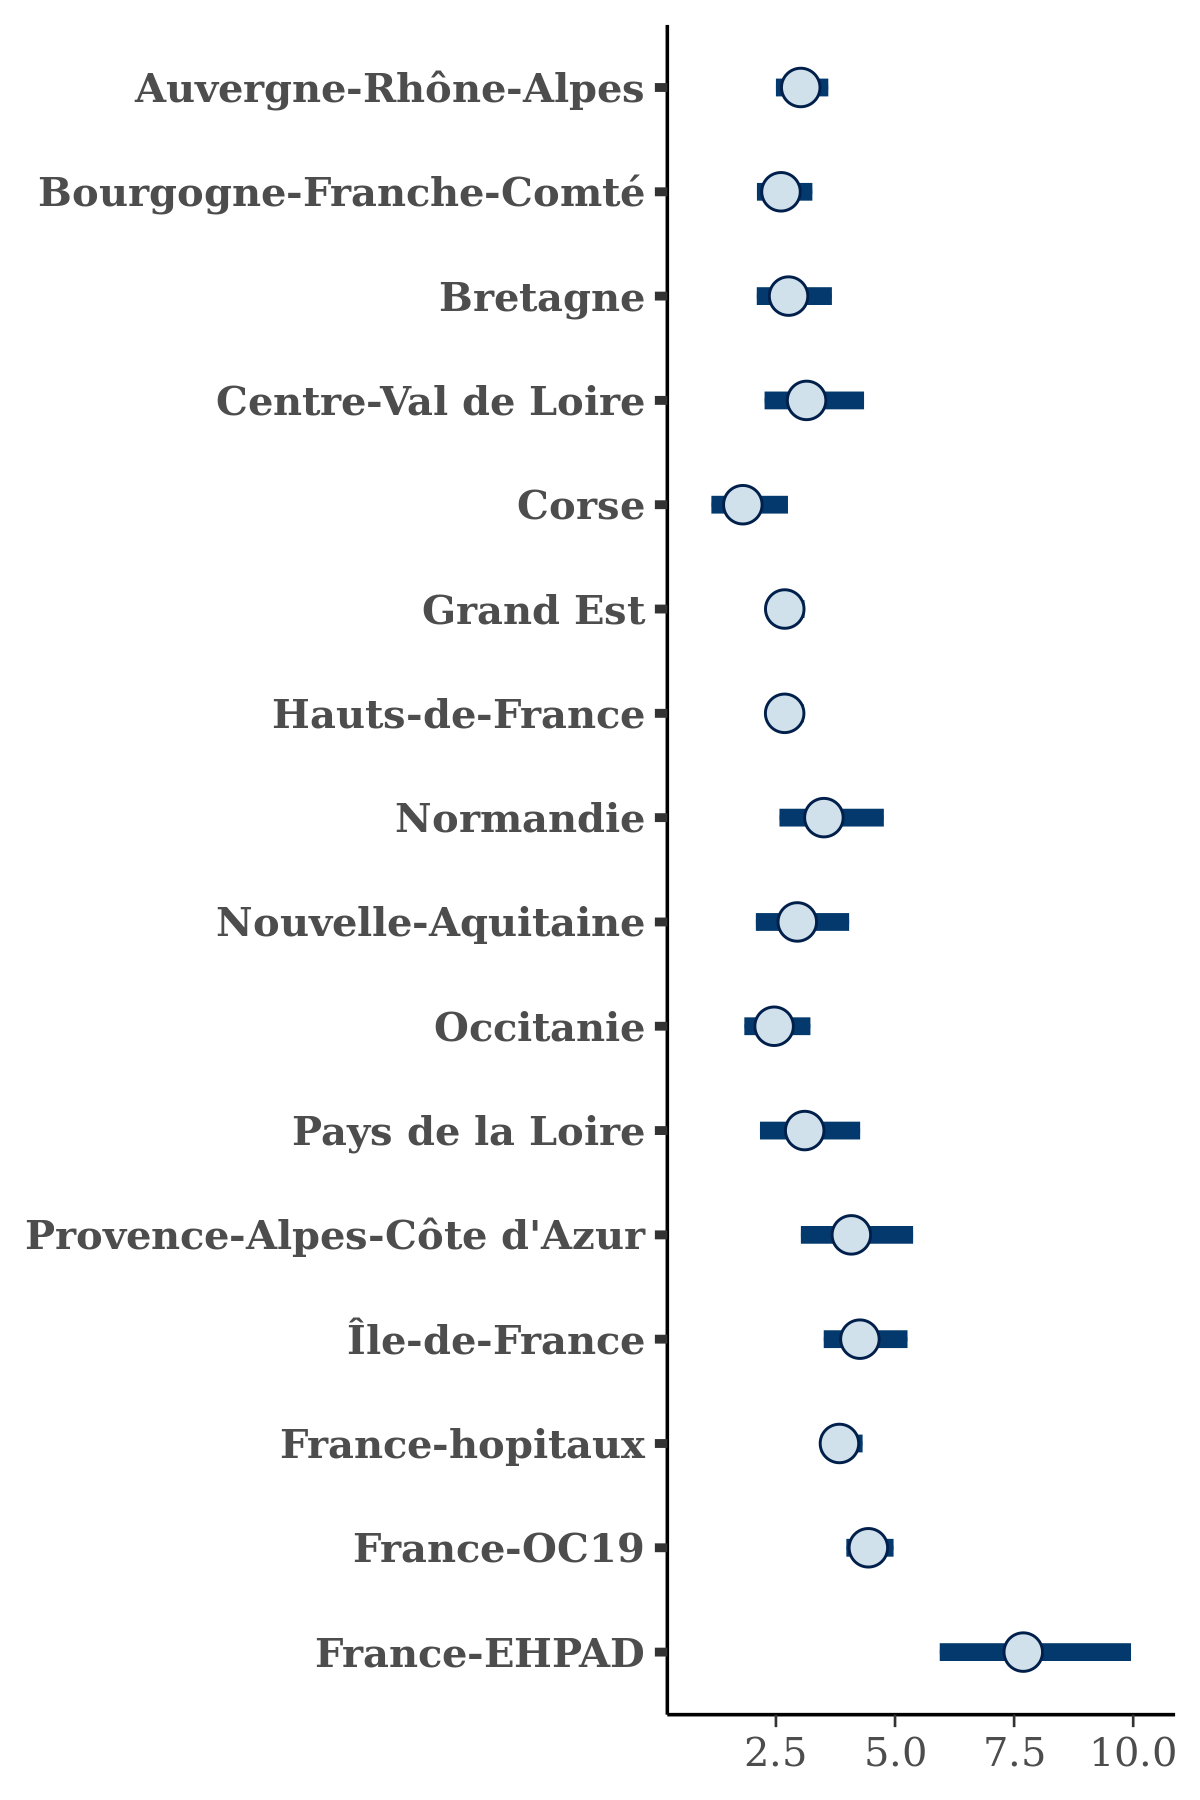 Auvergne-Rhône-Alpes
Bourgogne-Franche-Comté
Bretagne
Centre-Val de Loire
Corse
Grand Est
Hauts-de-France
Normandie
Nouvelle-Aquitaine
Occitanie
Pays de la Loire
Provence-Alpes-Côte d'Azur
Île-de-France
France-hopitaux
France-OC19
France-EHPAD
2.5 5.0 7.5 10.0